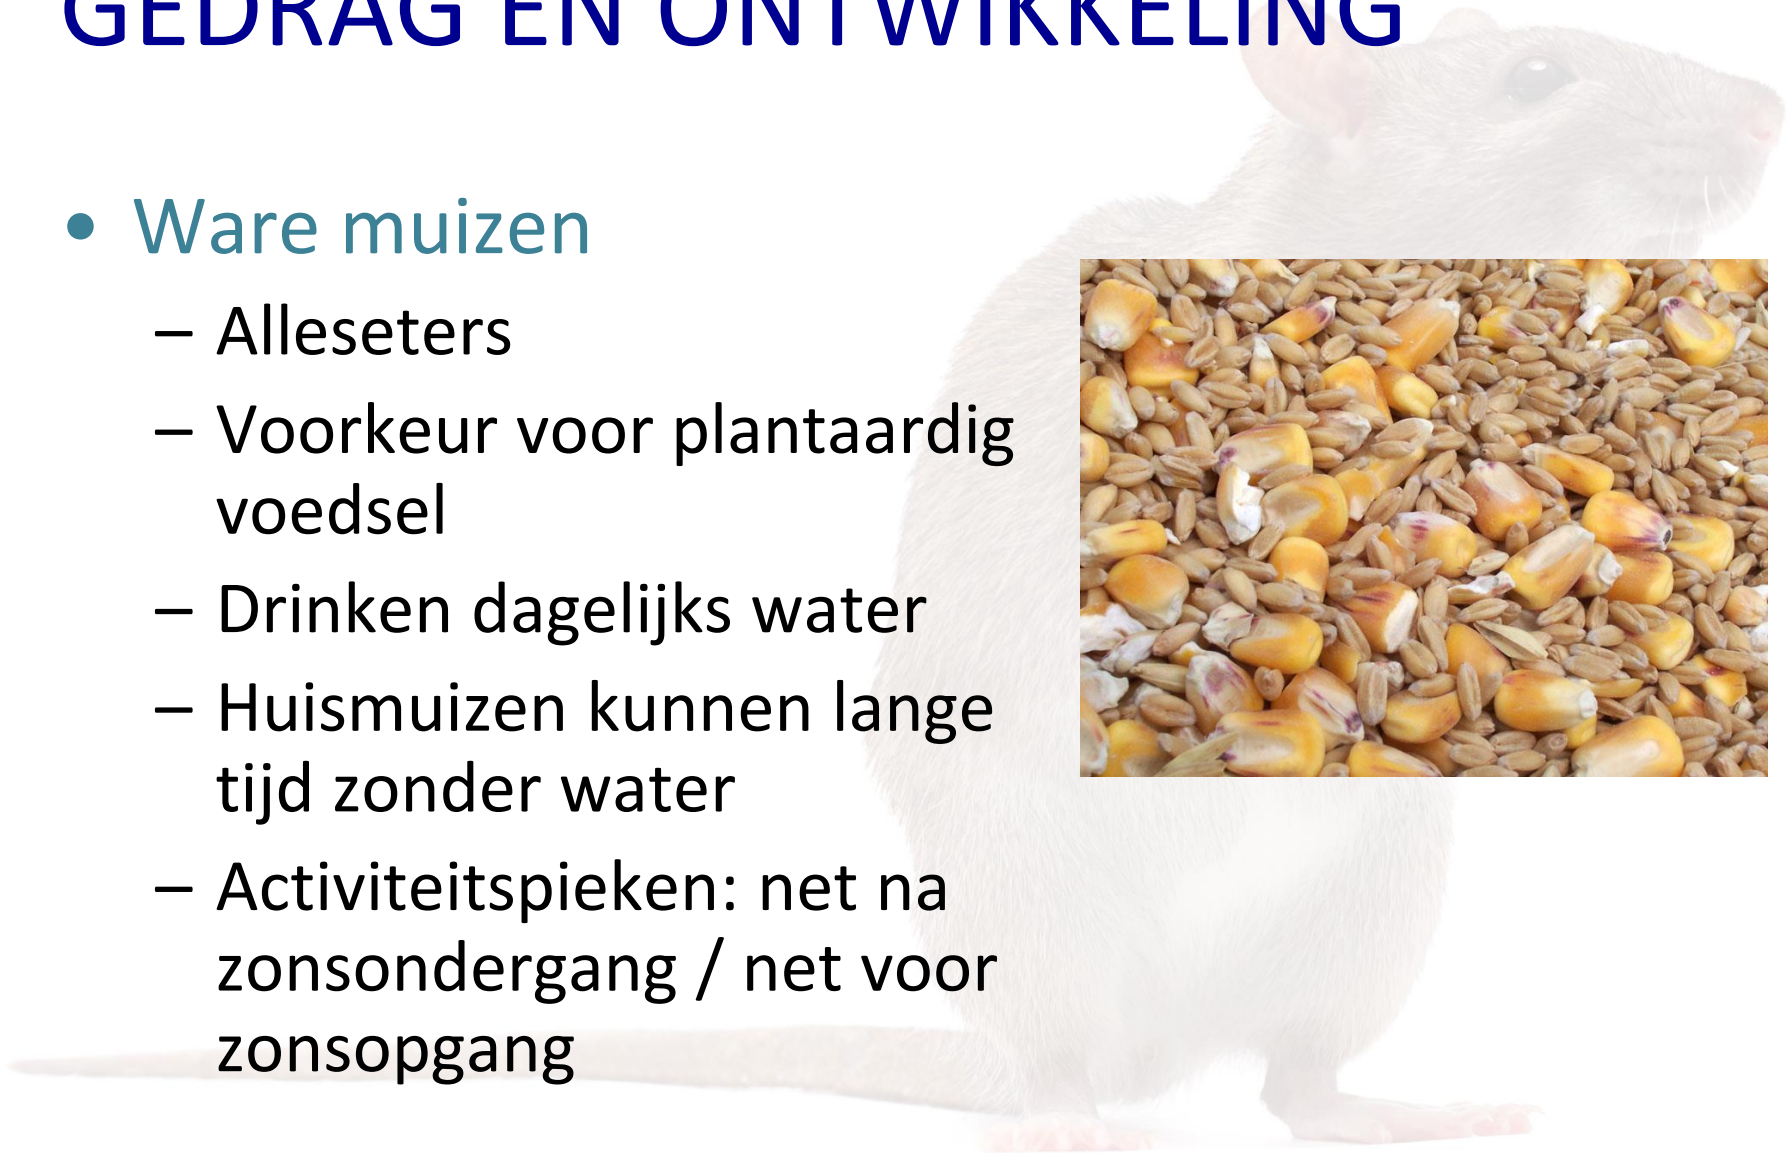 GEDRAG EN ONTWIKKELING
• Ware muizen
– Alleseters
– Voorkeur voor plantaardig
voedsel
– Drinken dagelijks water
– Huismuizen kunnen lange
tijd zonder water
– Activiteitspieken: net na
zonsondergang / net voor
zonsopgang